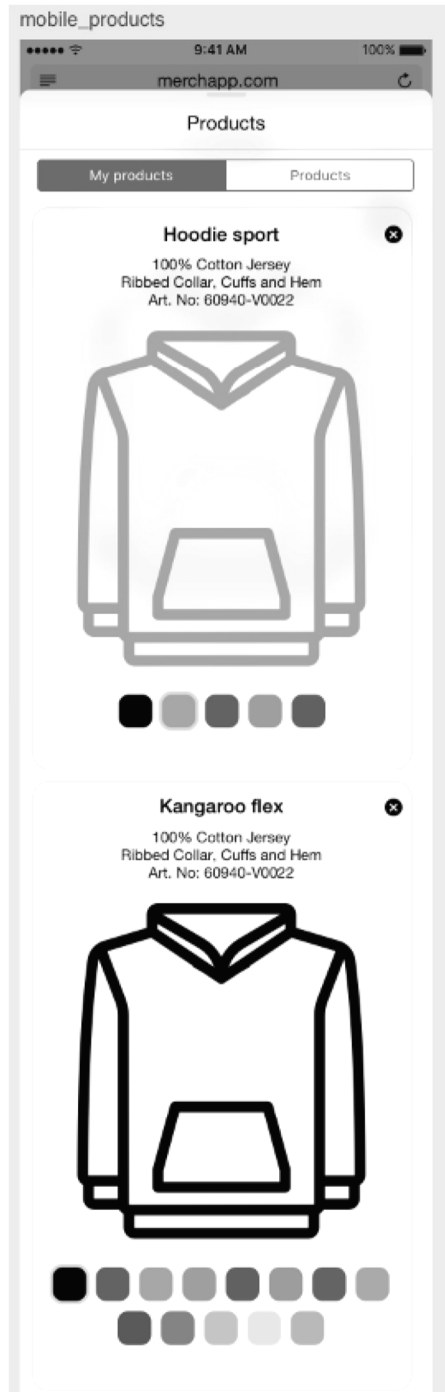 mobile_products
9:41 AM
100%
merchapp.com
Products
My products
Products
Hoodie sport
100% Cotton Jersey
Ribbed Collar, Cuffs and Hem
Art. No: 60940-V0022
Kangaroo flex
100% Cotton Jersey
Ribbed Collar, Cuffs and Hem
Art. No: 60940-V0022